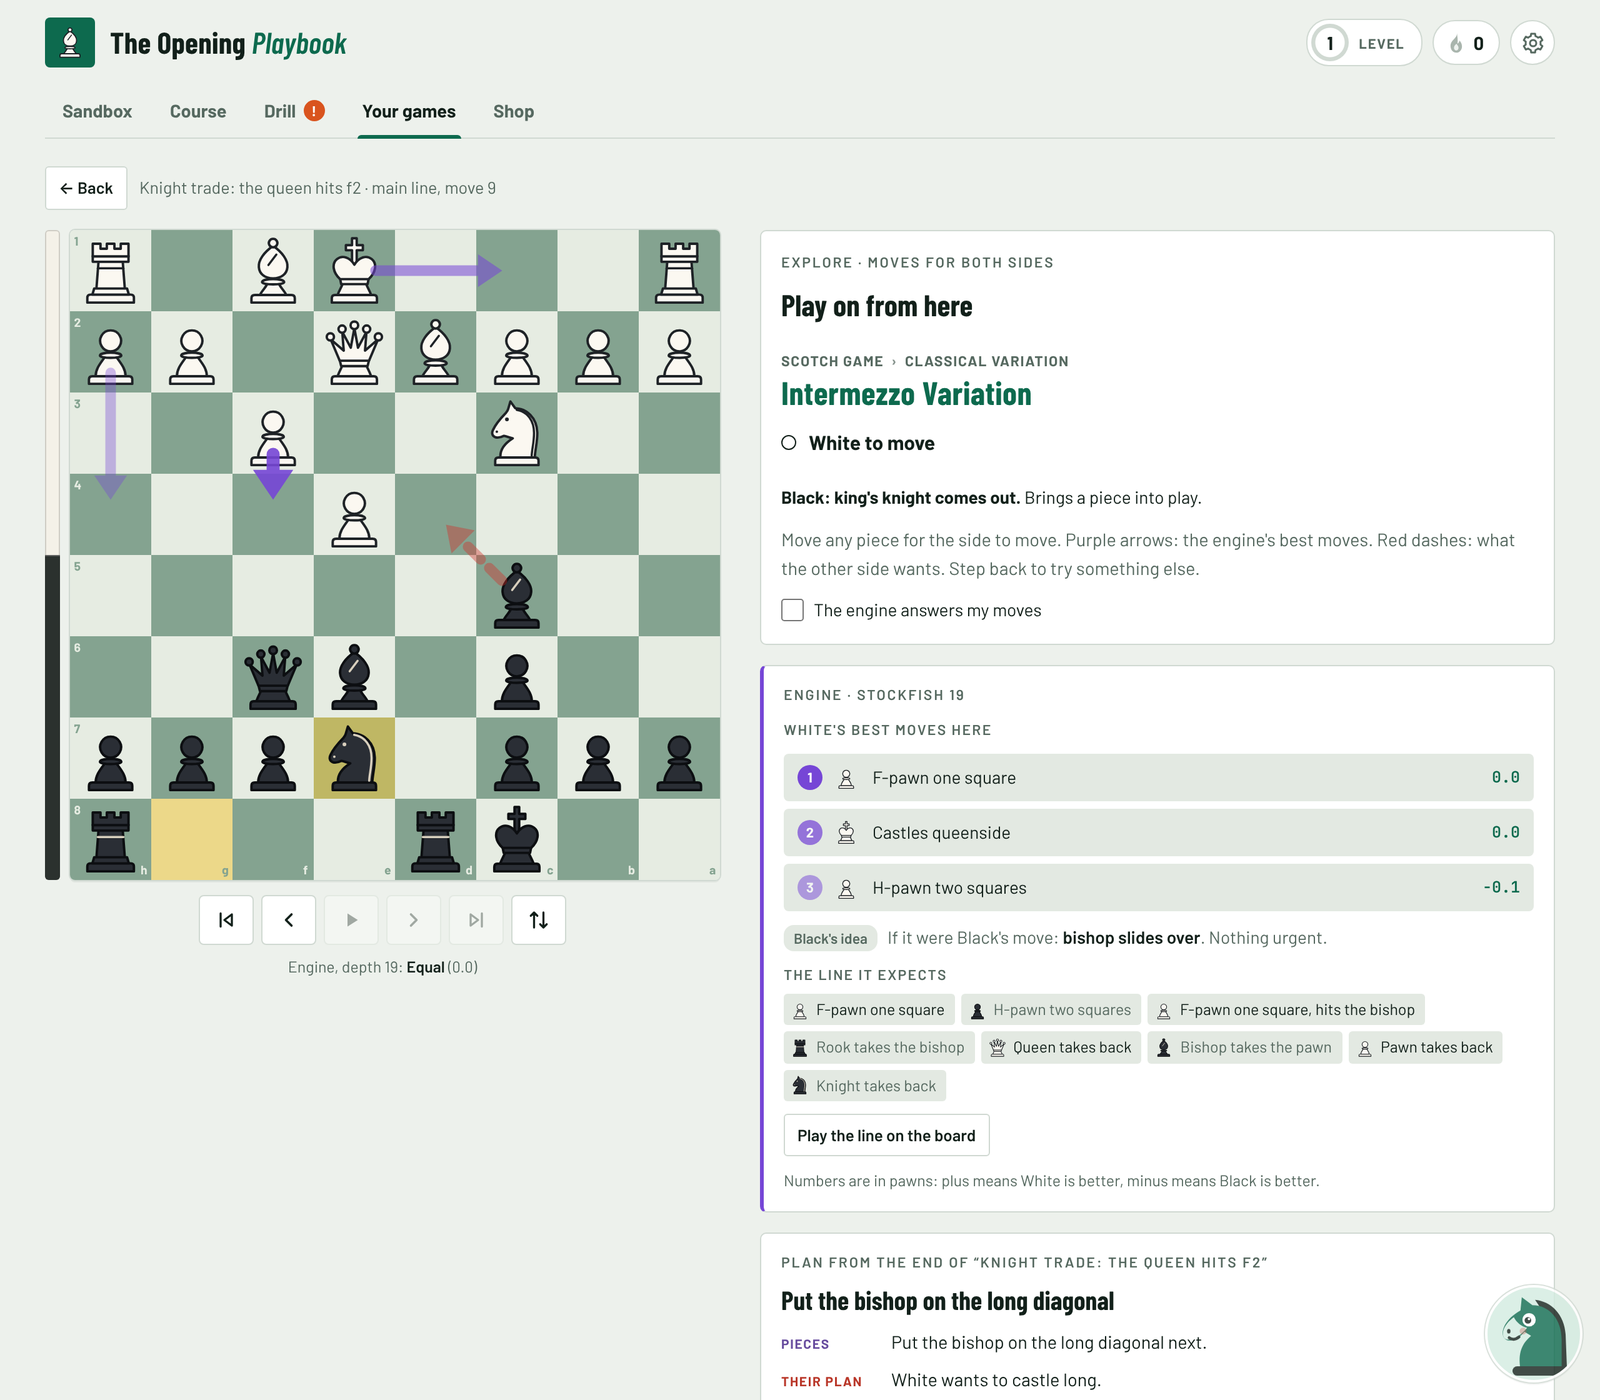 The Opening Playbook
1 LEVEL
0
Sandbox Course Drill ! Your games Shop
← Back
Knight trade: the queen hits f2 · main line, move 9
1
2
3
4
5
6
7
8
h g f e d c b a
Engine, depth 19: Equal (0.0)
EXPLORE · MOVES FOR BOTH SIDES
Play on from here
SCOTCH GAME › CLASSICAL VARIATION
Intermezzo Variation
White to move
Black: king's knight comes out. Brings a piece into play.
Move any piece for the side to move. Purple arrows: the engine's best moves. Red dashes: what
the other side wants. Step back to try something else.
The engine answers my moves
ENGINE · STOCKFISH 19
WHITE'S BEST MOVES HERE
1 F-pawn one square 0.0
2 Castles queenside 0.0
3 H-pawn two squares -0.1
Black's idea If it were Black's move: bishop slides over. Nothing urgent.
THE LINE IT EXPECTS
F-pawn one square H-pawn two squares F-pawn one square, hits the bishop
Rook takes the bishop Queen takes back Bishop takes the pawn Pawn takes back
Knight takes back
Play the line on the board
Numbers are in pawns: plus means White is better, minus means Black is better.
PLAN FROM THE END OF “KNIGHT TRADE: THE QUEEN HITS F2”
Put the bishop on the long diagonal
PIECES Put the bishop on the long diagonal next.
THEIR PLAN White wants to castle long.